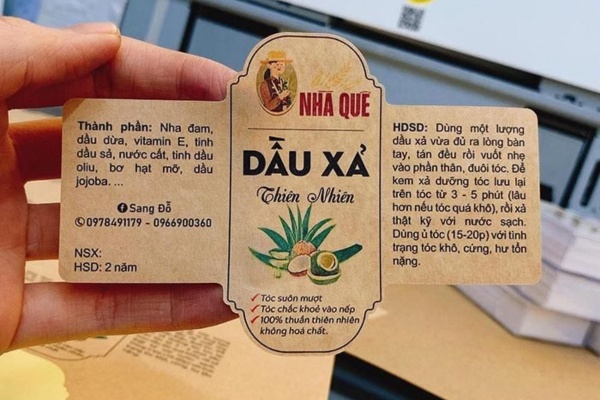 Thành phần: Nha đam,
dầu dừa, vitamin E, tinh
dầu sả, nước cất, tinh dầu
oliu, bơ hạt mỡ, dầu
jojoba. ...
Sang Đỗ
0978491179 - 0966900360
NSX:
HSD: 2 năm
NHÀ QUÊ
DẦU XẢ
Thiên Nhiên
✓ Tóc suôn mượt
✓ Tóc chắc khoẻ vào nếp
✓ 100% thuần thiên nhiên
không hoá chất.
HDSD: Dùng một lượng
dầu xả vừa đủ ra lòng bàn
tay, tán đều rồi vuốt nhẹ
vào phần thân, đuôi tóc. Để
kem xả dưỡng tóc lưu lại
trên tóc từ 3 - 5 phút (lâu
hơn nếu tóc quá khô), rồi xả
thật kỹ với nước sạch.
Dùng ủ tóc (15-20p) với tình
trạng tóc khô, cứng, hư tổn
nặng.